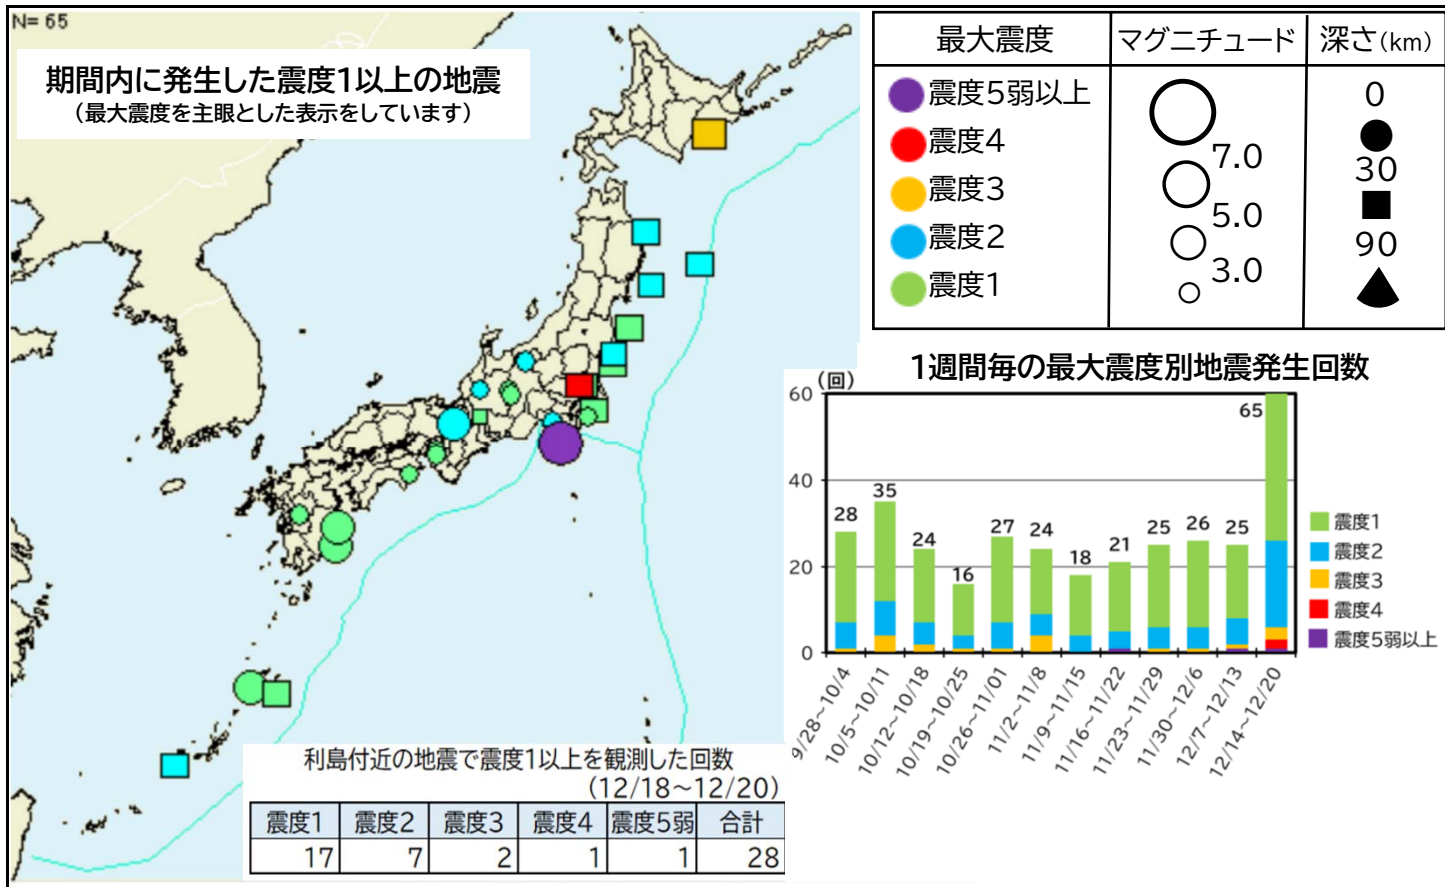 N= 65
期間内に発生した震度1以上の地震
(最大震度を主眼とした表示をしています)
最大震度 マグニチュード 深さ(km)
震度5弱以上
震度4
震度3
震度2
震度1
7.0
5.0
3.0
0
30
90
1週間毎の最大震度別地震発生回数
(回)
60
40
20
0
28
35
24
16
27
24
18
21
25
26
25
65
9/28~10/4
10/5~10/11
10/12~10/18
10/19~10/25
10/26~11/01
11/2~11/8
11/9~11/15
11/16~11/22
11/23~11/29
11/30~12/6
12/7~12/13
12/14~12/20
震度1
震度2
震度3
震度4
震度5弱以上
利島付近の地震で震度1以上を観測した回数
(12/18~12/20)
震度1 震度2 震度3 震度4 震度5弱 合計
17 7 2 1 1 28